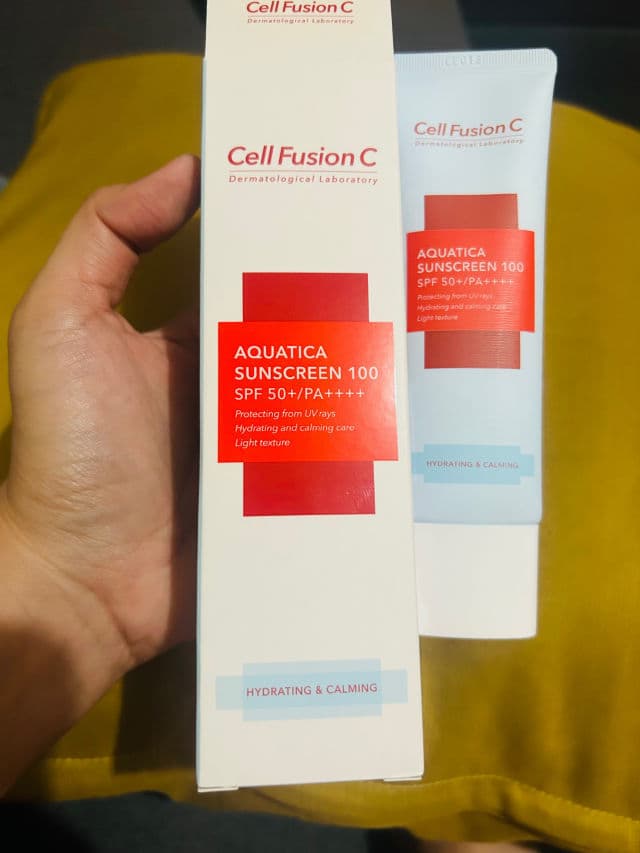 Cell Fusion C
Dermatological Laboratory
Cell Fusion C
Dermatological Laboratory
AQUATICA
SUNSCREEN 100
SPF 50+/PA++++
Protecting from UV rays
Hydrating and calming care
Light texture
HYDRATING & CALMING
Cell Fusion C
Dermatological Laboratory
AQUATICA
SUNSCREEN 100
SPF 50+/PA++++
Protecting from UV rays
Hydrating and calming care
Light texture
HYDRATING & CALMING